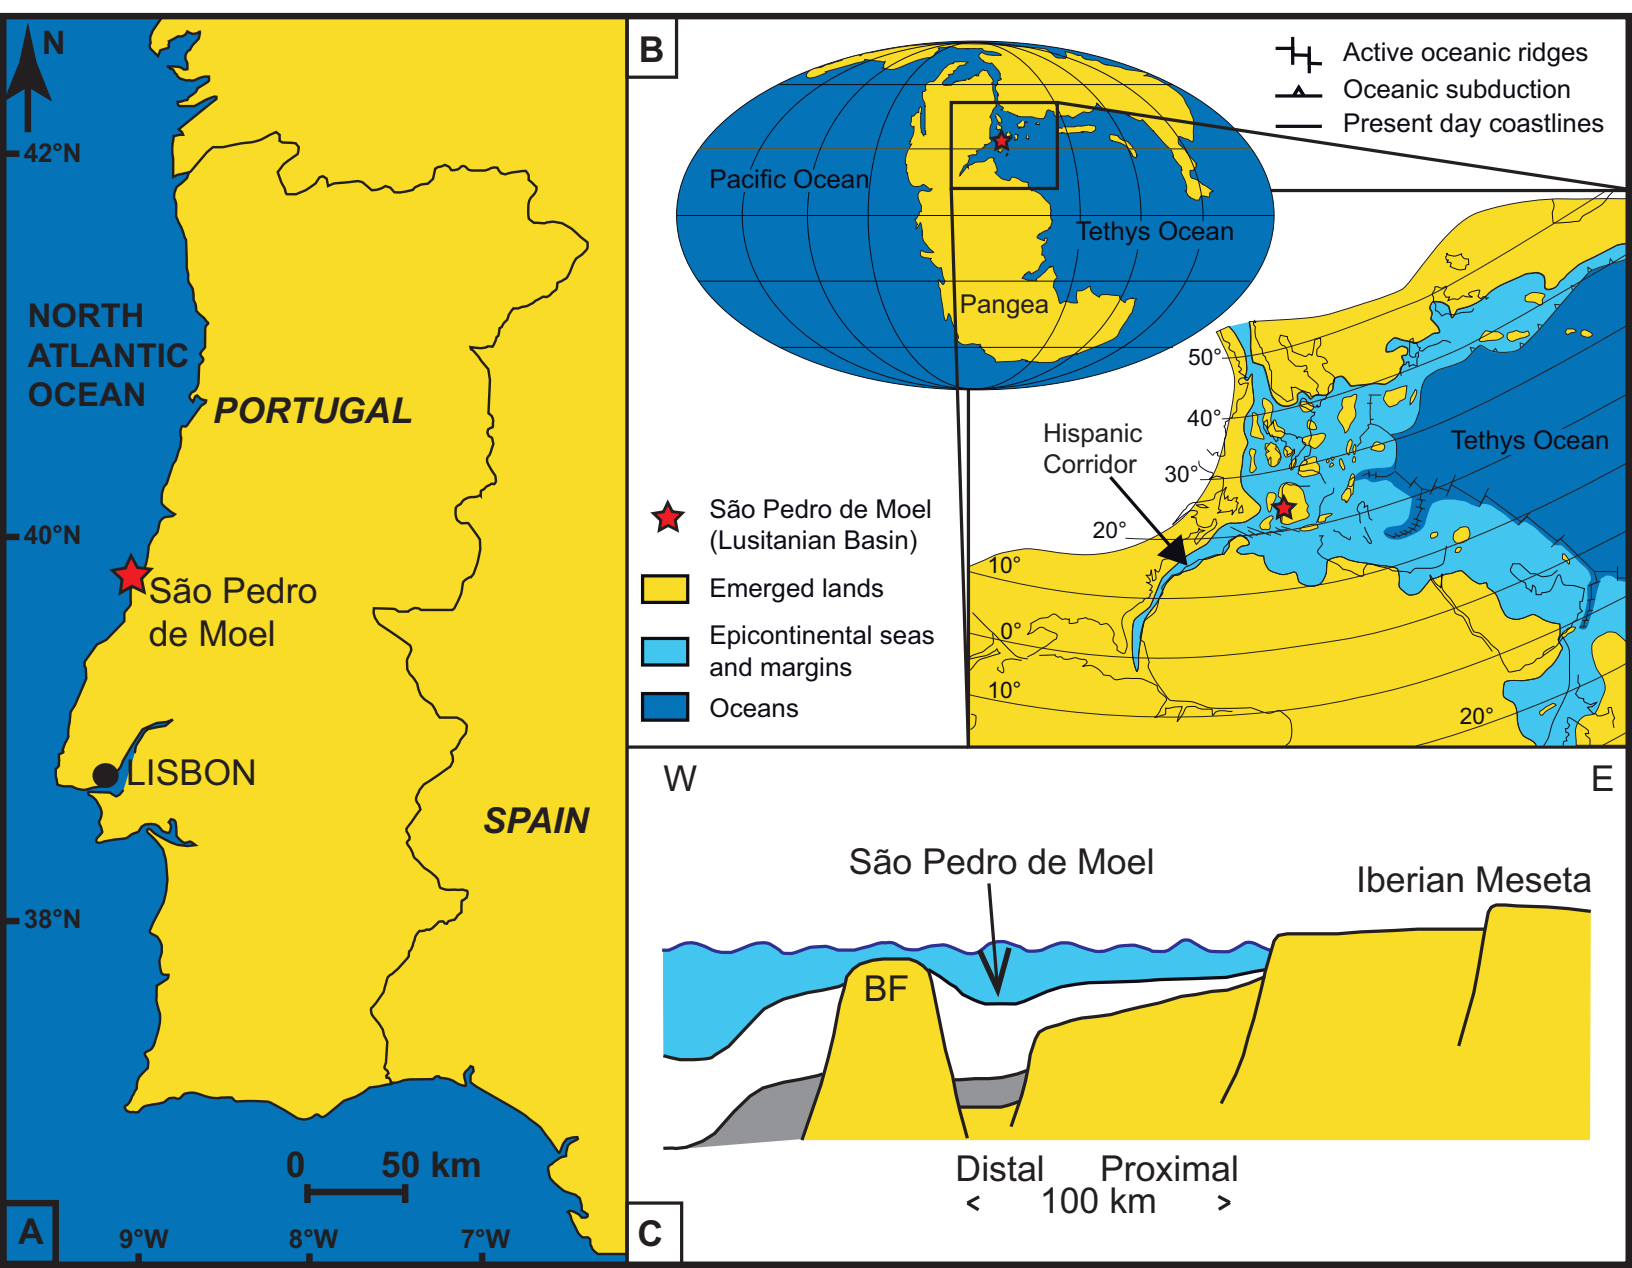 N
42°N
NORTH
ATLANTIC
OCEAN
PORTUGAL
40°N
São Pedro
de Moel
LISBON
SPAIN
38°N
0 50 km
A
9°W 8°W 7°W
B
Active oceanic ridges
Oceanic subduction
Present day coastlines
Pacific Ocean
Tethys Ocean
Pangea
50°
40°
30°
20°
10°
0°
10°
20°
Hispanic
Corridor
Tethys Ocean
São Pedro de Moel
(Lusitanian Basin)
Emerged lands
Epicontinental seas
and margins
Oceans
W E
São Pedro de Moel
Iberian Meseta
BF
Distal Proximal
< 100 km >
C